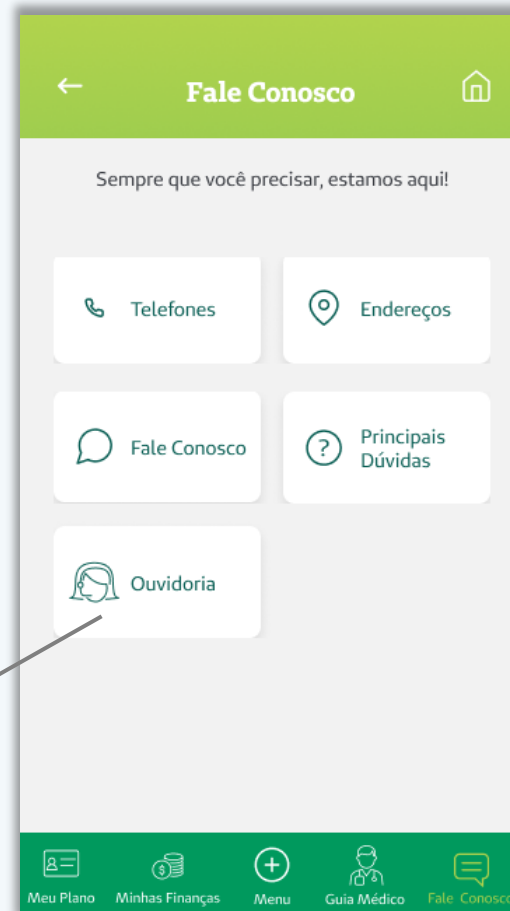 Fale Conosco
Sempre que você precisar, estamos aqui!
Telefones
Endereços
Fale Conosco
Principais
Dúvidas
Ouvidoria
Meu Plano
Minhas Finanças
Menu
Guia Médico
Fale Conosco